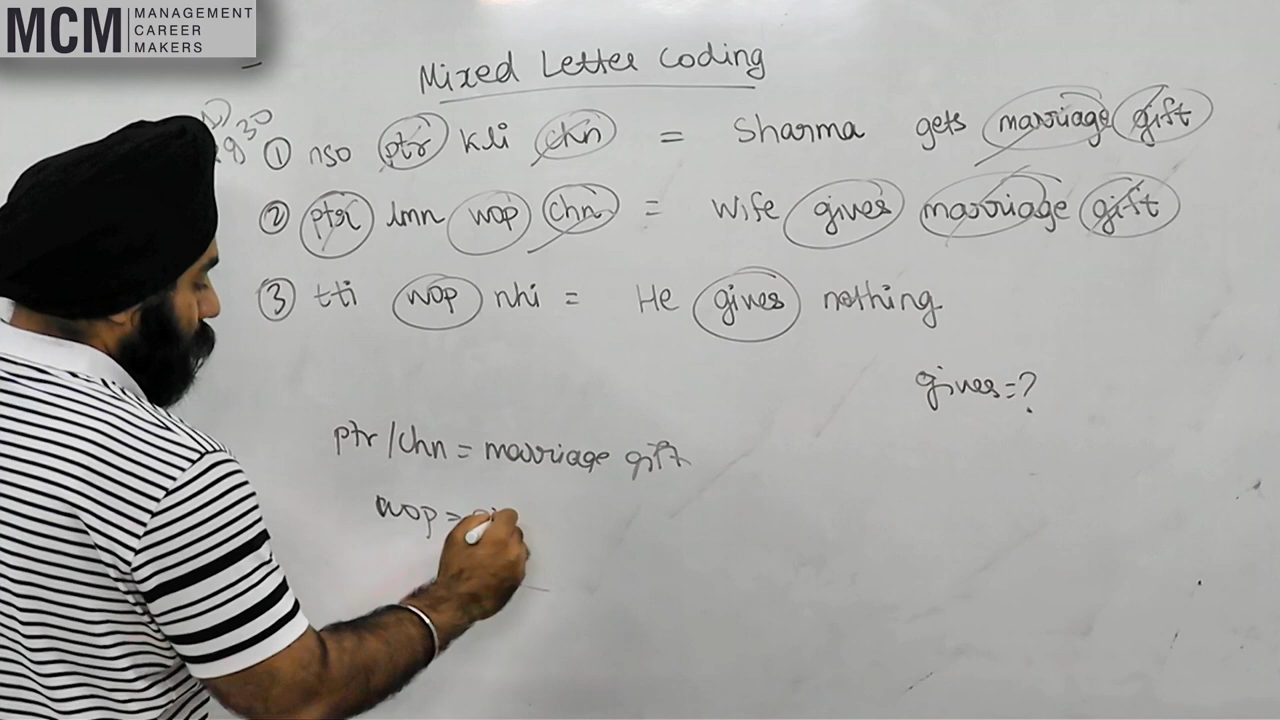 MCM MANAGEMENT
CAREER
MAKERS
Mixed Letter Coding
① nso ptr kli chn = Sharma gets marriage gift
② ptr lmn wop chn = wife gives marriage gift
③ tti wop nhi = He gives nothing
gives=?
ptr/chn = marriage gift
wop =